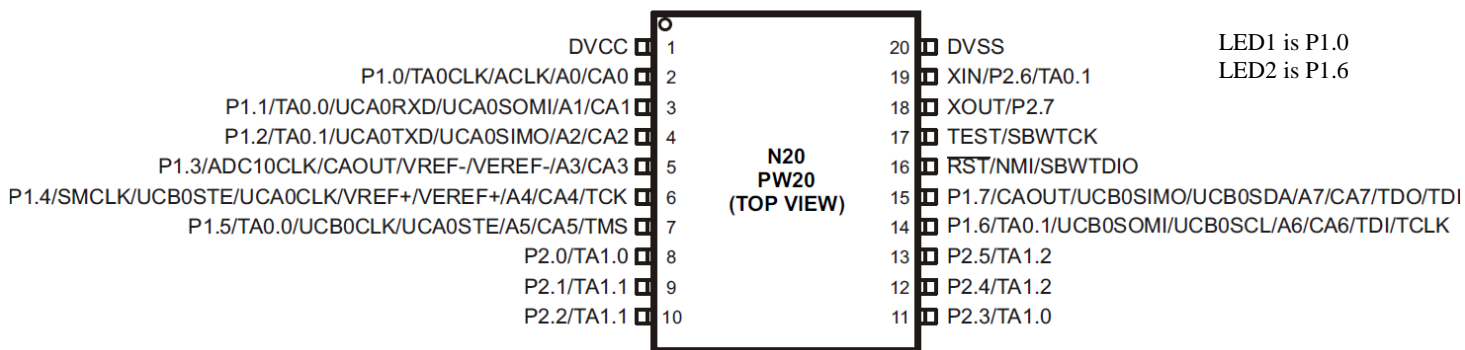 DVCC 1
P1.0/TA0CLK/ACLK/A0/CA0 2
P1.1/TA0.0/UCA0RXD/UCA0SOMI/A1/CA1 3
P1.2/TA0.1/UCA0TXD/UCA0SIMO/A2/CA2 4
P1.3/ADC10CLK/CAOUT/VREF-/VEREF-/A3/CA3 5
P1.4/SMCLK/UCB0STE/UCA0CLK/VREF+/VEREF+/A4/CA4/TCK 6
P1.5/TA0.0/UCB0CLK/UCA0STE/A5/CA5/TMS 7
P2.0/TA1.0 8
P2.1/TA1.1 9
P2.2/TA1.1 10
N20
PW20
(TOP VIEW)
20 DVSS
19 XIN/P2.6/TA0.1
18 XOUT/P2.7
17 TEST/SBWTCK
16 RST/NMI/SBWTDIO
15 P1.7/CAOUT/UCB0SIMO/UCB0SDA/A7/CA7/TDO/TDI
14 P1.6/TA0.1/UCB0SOMI/UCB0SCL/A6/CA6/TDI/TCLK
13 P2.5/TA1.2
12 P2.4/TA1.2
11 P2.3/TA1.0
LED1 is P1.0
LED2 is P1.6